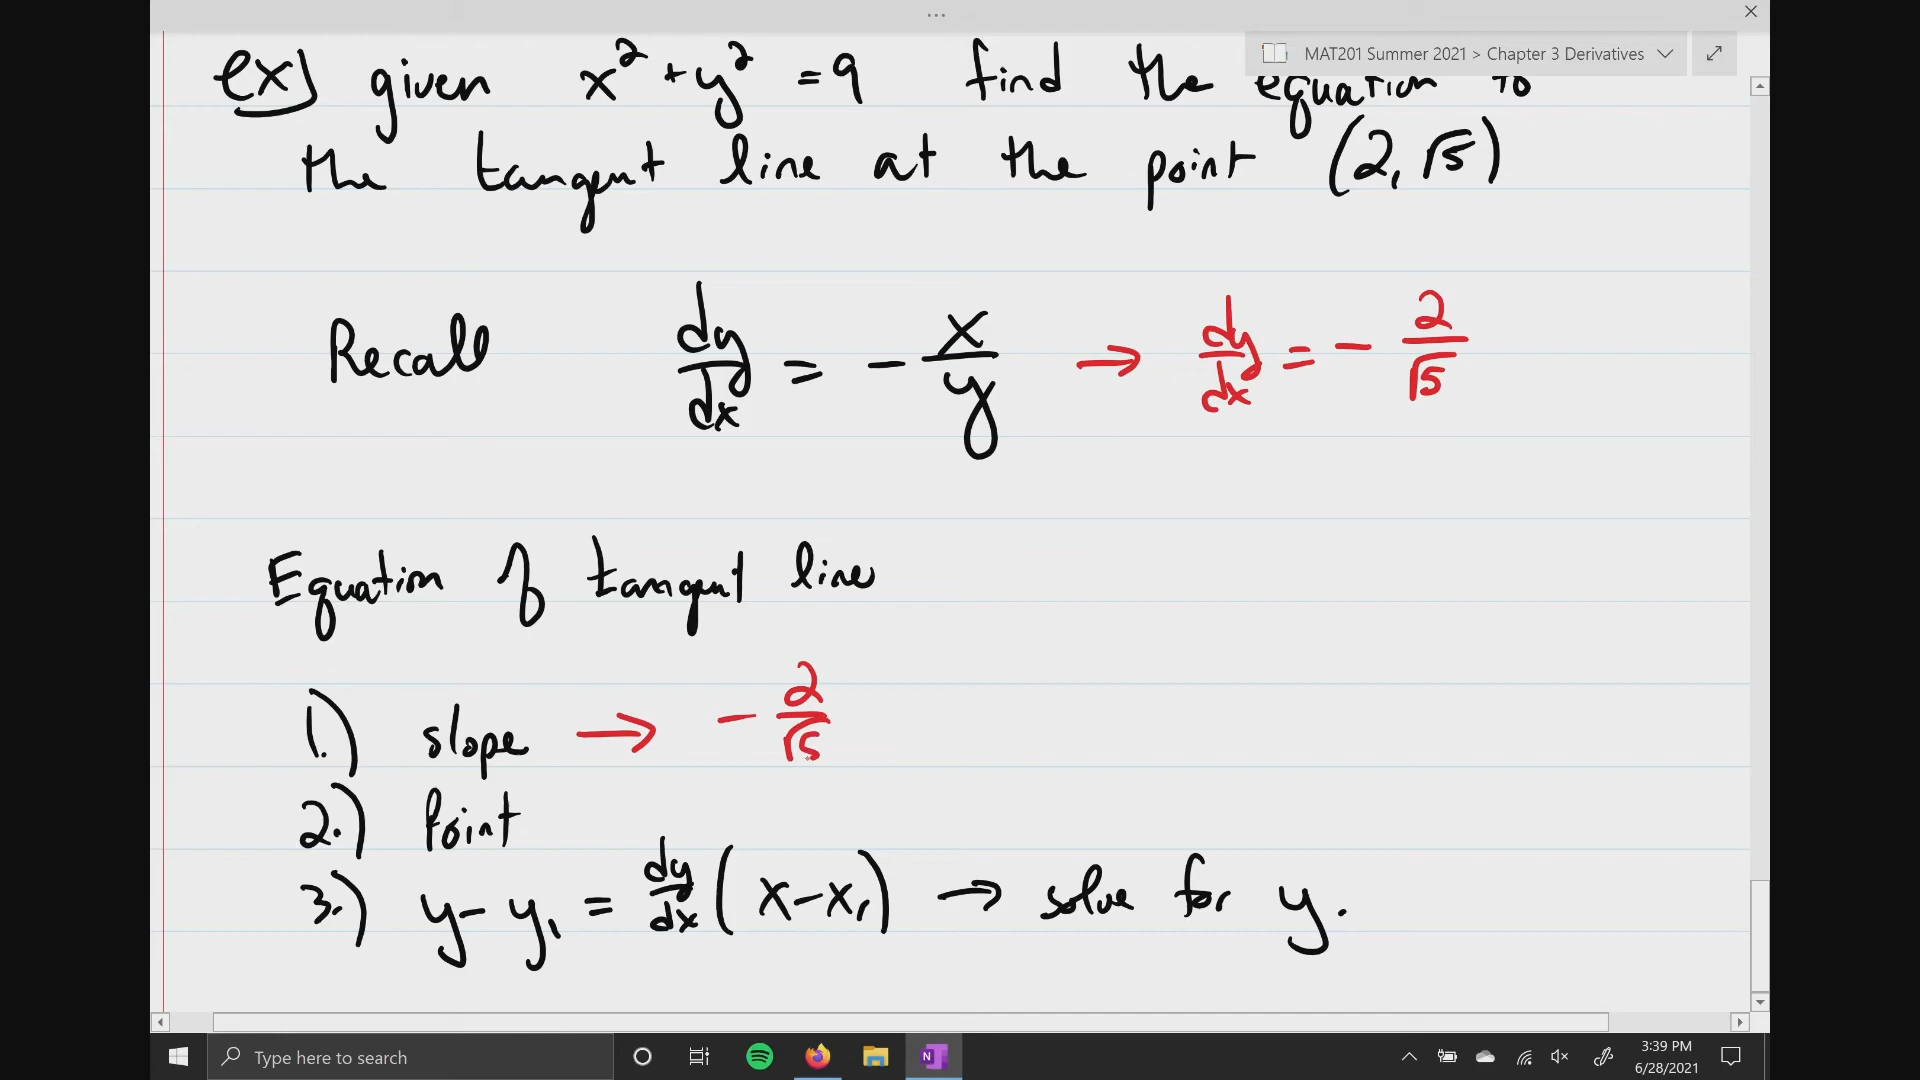 ...
MAT201 Summer 2021 > Chapter 3 Derivatives
ex) given x² + y² = 9 find the equation to
the tangent line at the point (2, √5)
Recall dy/dx = - x/y → dy/dx = - 2/√5
Equation of tangent line
1.) slope → - 2/√5
2.) Point
3.) y - y₁ = dy/dx (x - x₁) → solve for y.
Type here to search
N
3:39 PM
6/28/2021